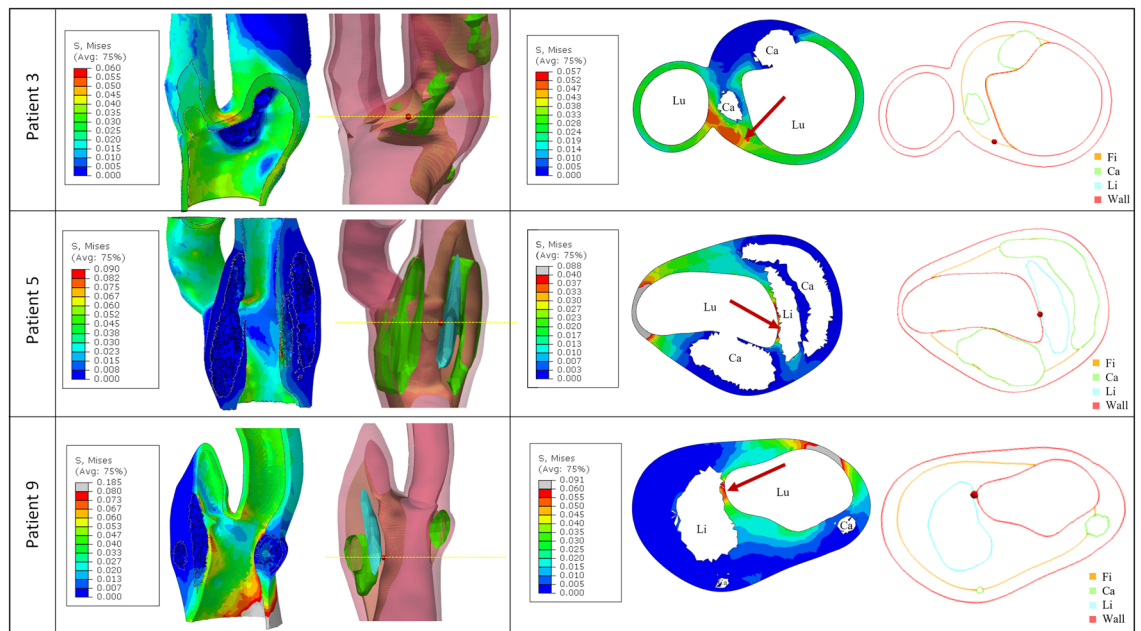 Patient 3
S, Mises
(Avg: 75%)
0.060
0.055
0.050
0.045
0.040
0.035
0.030
0.025
0.020
0.015
0.010
0.005
0.000
S, Mises
(Avg: 75%)
0.057
0.052
0.047
0.043
0.038
0.033
0.028
0.024
0.019
0.014
0.009
0.005
0.000
Lu
Ca
Ca
Lu
Fi
Ca
Li
Wall
Patient 5
S, Mises
(Avg: 75%)
0.090
0.082
0.075
0.067
0.060
0.052
0.045
0.038
0.030
0.023
0.015
0.008
0.000
S, Mises
(Avg: 75%)
0.088
0.040
0.037
0.033
0.030
0.027
0.023
0.020
0.017
0.013
0.010
0.007
0.003
0.000
Lu
Ca
Li
Ca
Fi
Ca
Li
Wall
Patient 9
S, Mises
(Avg: 75%)
0.185
0.080
0.073
0.067
0.060
0.053
0.047
0.040
0.033
0.027
0.020
0.013
0.007
0.000
S, Mises
(Avg: 75%)
0.091
0.060
0.055
0.050
0.045
0.040
0.035
0.030
0.025
0.020
0.015
0.010
0.005
0.000
Lu
Li
Ca
Fi
Ca
Li
Wall